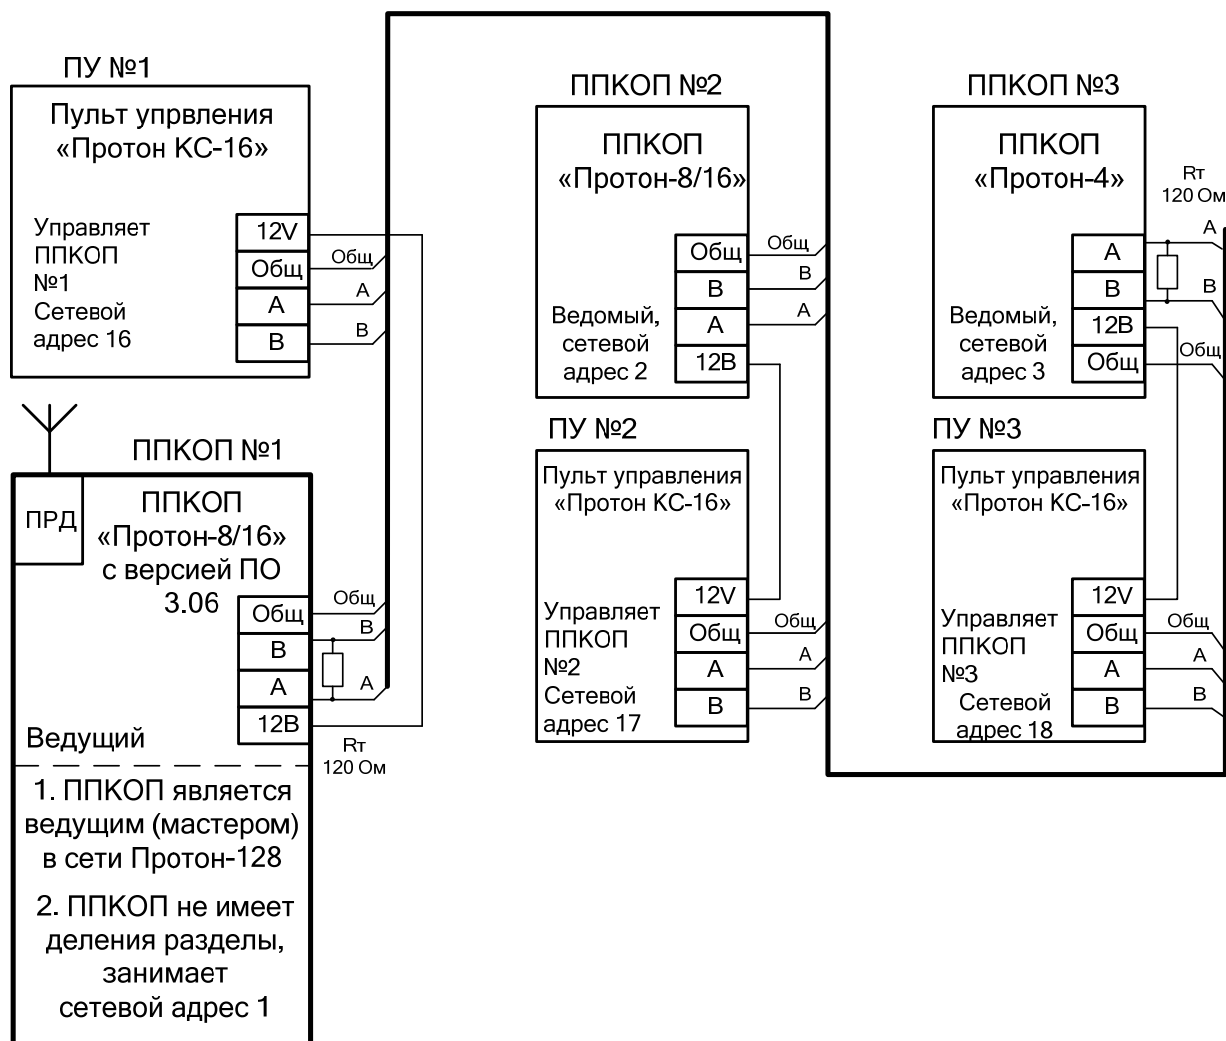 ПУ №1
Пульт упрвления
«Протон КС-16»
Управляет
ППКОП
№1
Сетевой
адрес 16
12V
Общ
А
В
Общ
А
В
ППКОП №1
ПРД
ППКОП
«Протон-8/16»
с версией ПО
3.06
Общ
В
А
12В
Общ
В
А
Rт
120 Ом
Ведущий
1. ППКОП является
ведущим (мастером)
в сети Протон-128
2. ППКОП не имеет
деления разделы,
занимает
сетевой адрес 1
ППКОП №2
ППКОП
«Протон-8/16»
Ведомый,
сетевой
адрес 2
Общ
В
А
12В
Общ
В
А
ПУ №2
Пульт управления
«Протон КС-16»
Управляет
ППКОП
№2
Сетевой
адрес 17
12V
Общ
А
В
Общ
А
В
ППКОП №3
ППКОП
«Протон-4»
Ведомый,
сетевой
адрес 3
А
В
12В
Общ
Rт
120 Ом
А
В
Общ
ПУ №3
Пульт управления
«Протон КС-16»
Управляет
ППКОП
№3
Сетевой
адрес 18
12V
Общ
А
В
Общ
А
В